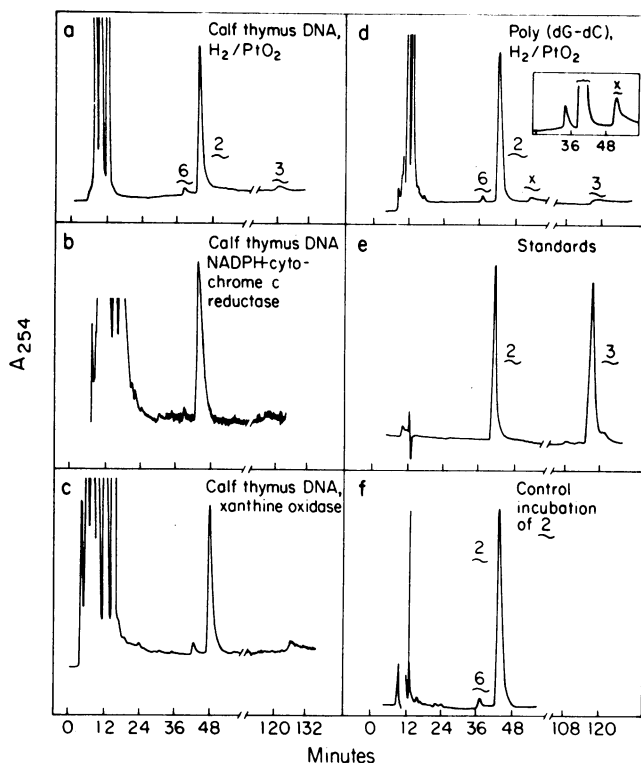 a
Calf thymus DNA,
H2/PtO2
6
2
3
b
Calf thymus DNA
NADPH-cyto-
chrome c
reductase
c
Calf thymus DNA,
xanthine oxidase
A254
0 12 24 36 48 120 132
d
Poly (dG-dC),
H2/PtO2
x
36 48
6
2
x
3
e
Standards
2
3
f
Control
incubation
of 2
2
6
0 12 24 36 48 108 120
Minutes